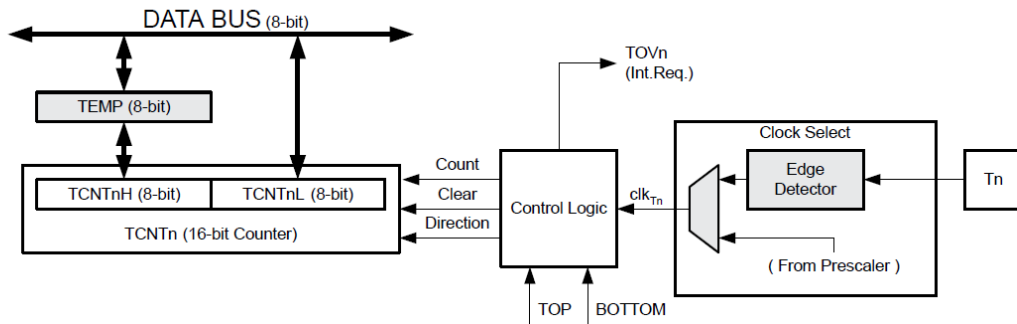 DATA BUS (8-bit)
TOVn
(Int.Req.)
TEMP (8-bit)
Clock Select
Count
Edge
Detector
Tn
TCNTnH (8-bit) TCNTnL (8-bit)
Clear
Control Logic
clkTn
TCNTn (16-bit Counter)
Direction
( From Prescaler )
TOP BOTTOM